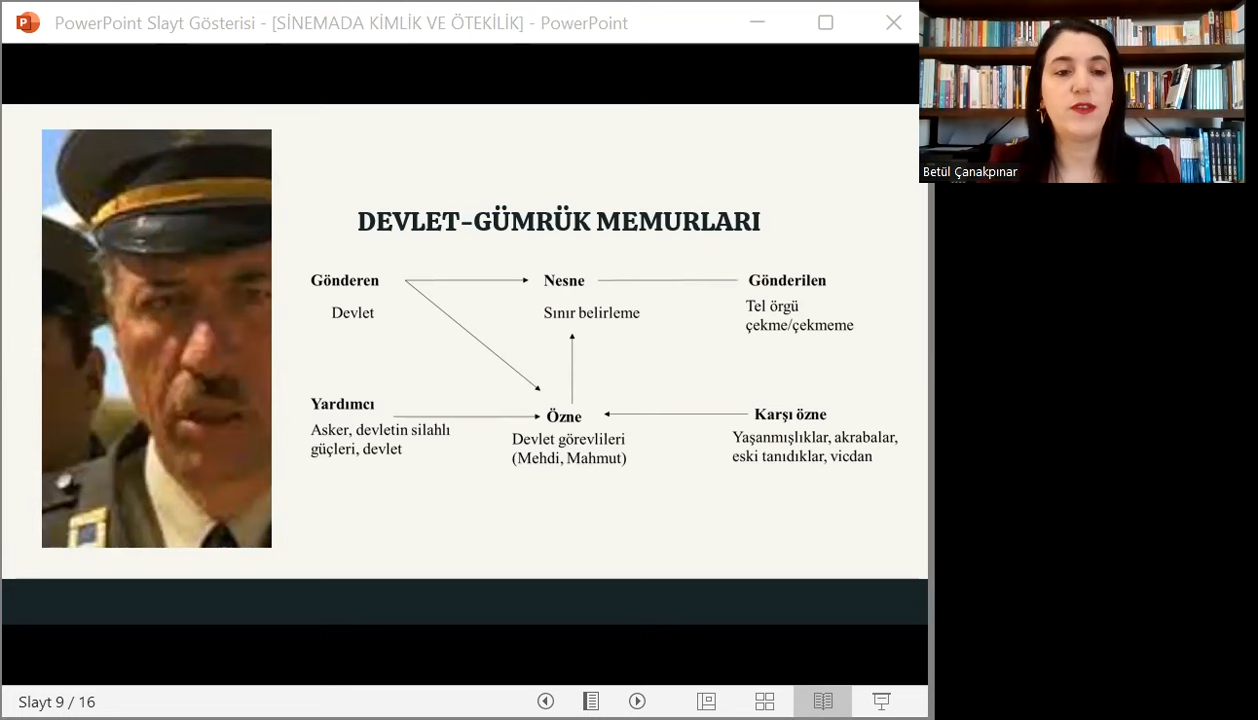 PowerPoint Slayt Gösterisi - [SİNEMADA KİMLİK VE ÖTEKİLİK] - PowerPoint
Betül Çanakpınar
DEVLET-GÜMRÜK MEMURLARI
Gönderen
Nesne
Gönderilen
Devlet
Sınır belirleme
Tel örgü
çekme/çekmeme
Yardımcı
Özne
Karşı özne
Asker, devletin silahlı
güçleri, devlet
Devlet görevlileri
(Mehdi, Mahmut)
Yaşanmışlıklar, akrabalar,
eski tanıdıklar, vicdan
Slayt 9 / 16